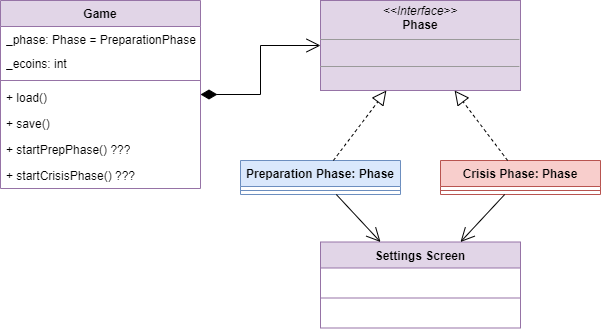 Game
_phase: Phase = PreparationPhase
_ecoins: int
+ load()
+ save()
+ startPrepPhase() ???
+ startCrisisPhase() ???
<<Interface>>
Phase
Preparation Phase: Phase
Crisis Phase: Phase
Settings Screen